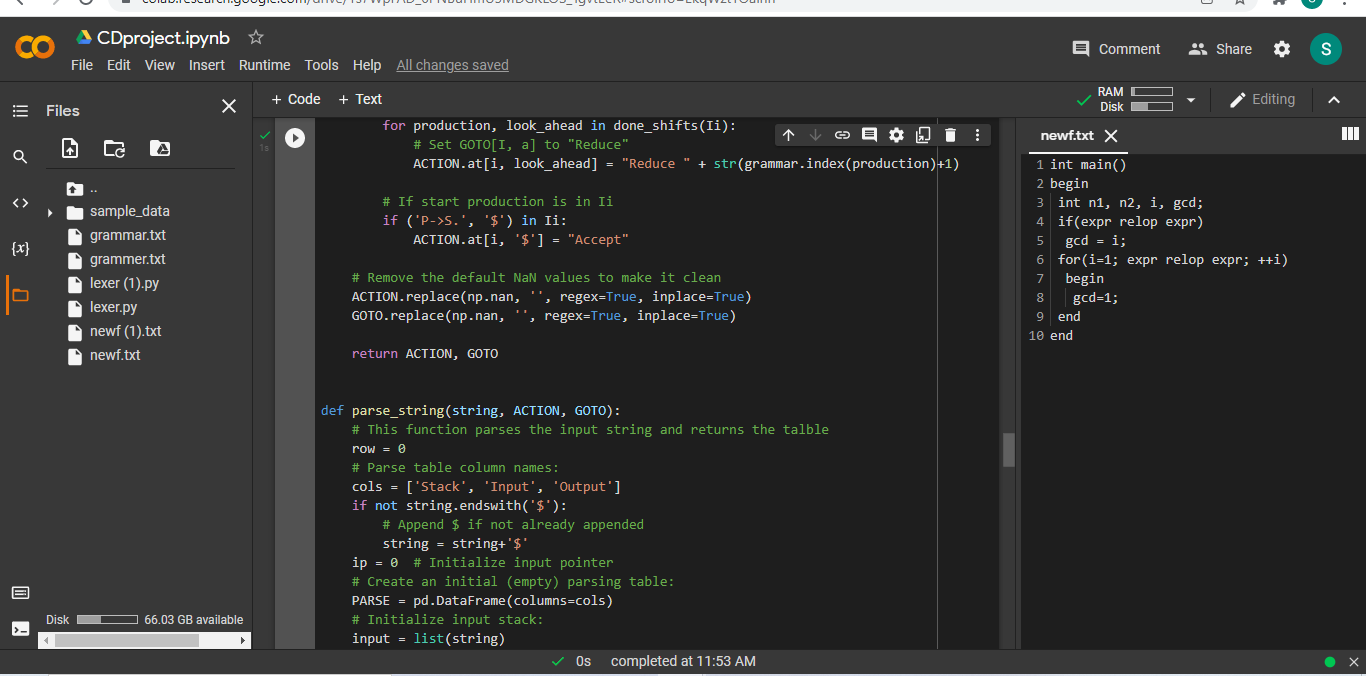 CDproject.ipynb
File Edit View Insert Runtime Tools Help All changes saved
Comment Share S
Files
+ Code + Text
RAM
Disk
Editing
..
sample_data
grammar.txt
grammer.txt
lexer (1).py
lexer.py
newf (1).txt
newf.txt
{x}
Disk 66.03 GB available
1s
for production, look_ahead in done_shifts(Ii):
# Set GOTO[I, a] to "Reduce"
ACTION.at[i, look_ahead] = "Reduce " + str(grammar.index(production)+1)
# If start production is in Ii
if ('P->S.', '$') in Ii:
ACTION.at[i, '$'] = "Accept"
# Remove the default NaN values to make it clean
ACTION.replace(np.nan, '', regex=True, inplace=True)
GOTO.replace(np.nan, '', regex=True, inplace=True)
return ACTION, GOTO
def parse_string(string, ACTION, GOTO):
# This function parses the input string and returns the talble
row = 0
# Parse table column names:
cols = ['Stack', 'Input', 'Output']
if not string.endswith('$'):
# Append $ if not already appended
string = string+'$'
ip = 0 # Initialize input pointer
# Create an initial (empty) parsing table:
PARSE = pd.DataFrame(columns=cols)
# Initialize input stack:
input = list(string)
newf.txt
1 int main()
2 begin
3 int n1, n2, i, gcd;
4 if(expr relop expr)
5 gcd = i;
6 for(i=1; expr relop expr; ++i)
7 begin
8 gcd=1;
9 end
10 end
0s completed at 11:53 AM